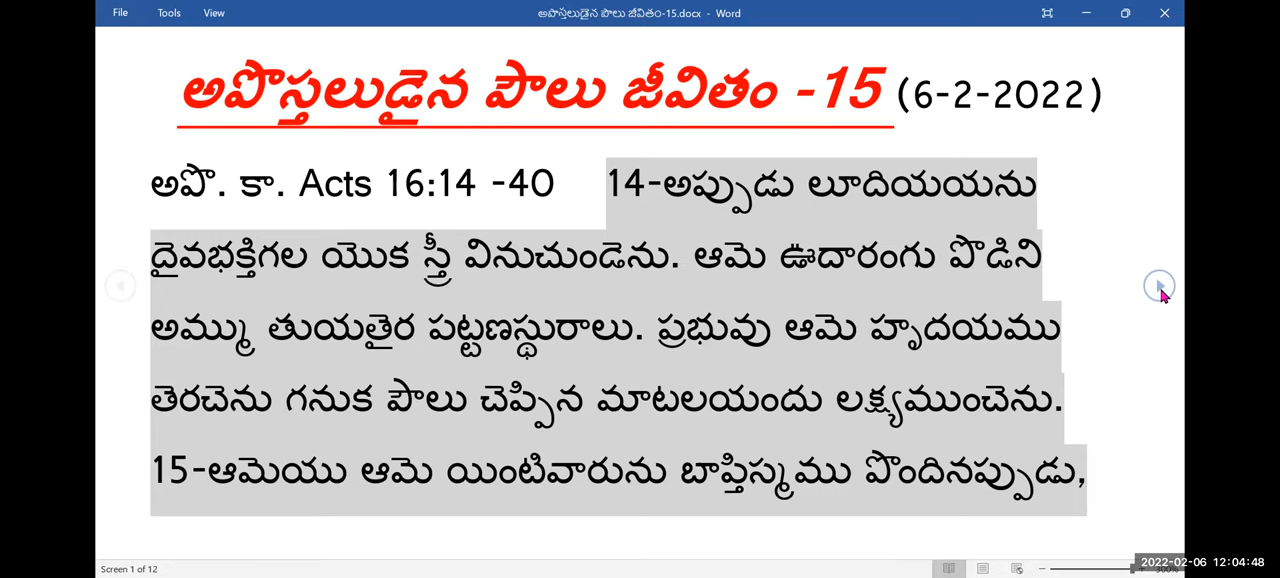 File Tools View అపొస్తలుడైన పౌలు జీవితం-15.docx - Word
అపొస్తలుడైన పౌలు జీవితం -15 (6-2-2022)
అపొ. కా. Acts 16:14 -40 14-అప్పుడు లూదియయను
దైవభక్తిగల యొక స్త్రీ వినుచుండెను. ఆమె ఊదారంగు పొడిని
అమ్ము తుయతైర పట్టణస్థురాలు. ప్రభువు ఆమె హృదయము
తెరచెను గనుక పౌలు చెప్పిన మాటలయందు లక్ష్యముంచెను.
15-ఆమెయు ఆమె యింటివారును బాప్తిస్మము పొందినప్పుడు,
2022-02-06 12:04:48
Screen 1 of 12 300%